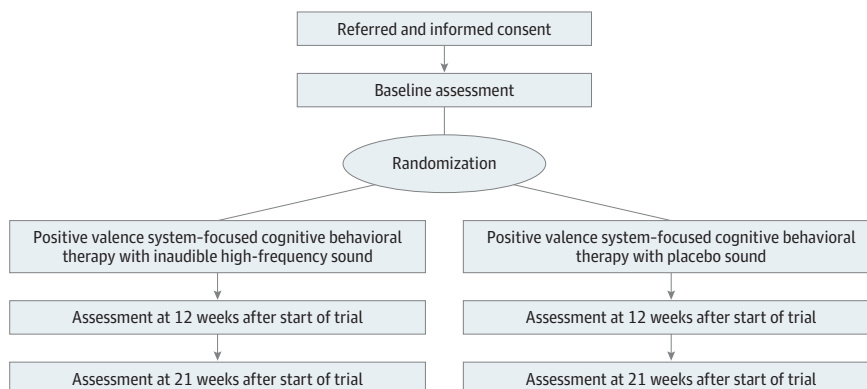 Referred and informed consent
Baseline assessment
Randomization
Positive valence system–focused cognitive behavioral
therapy with inaudible high-frequency sound
Assessment at 12 weeks after start of trial
Assessment at 21 weeks after start of trial
Positive valence system–focused cognitive behavioral
therapy with placebo sound
Assessment at 12 weeks after start of trial
Assessment at 21 weeks after start of trial